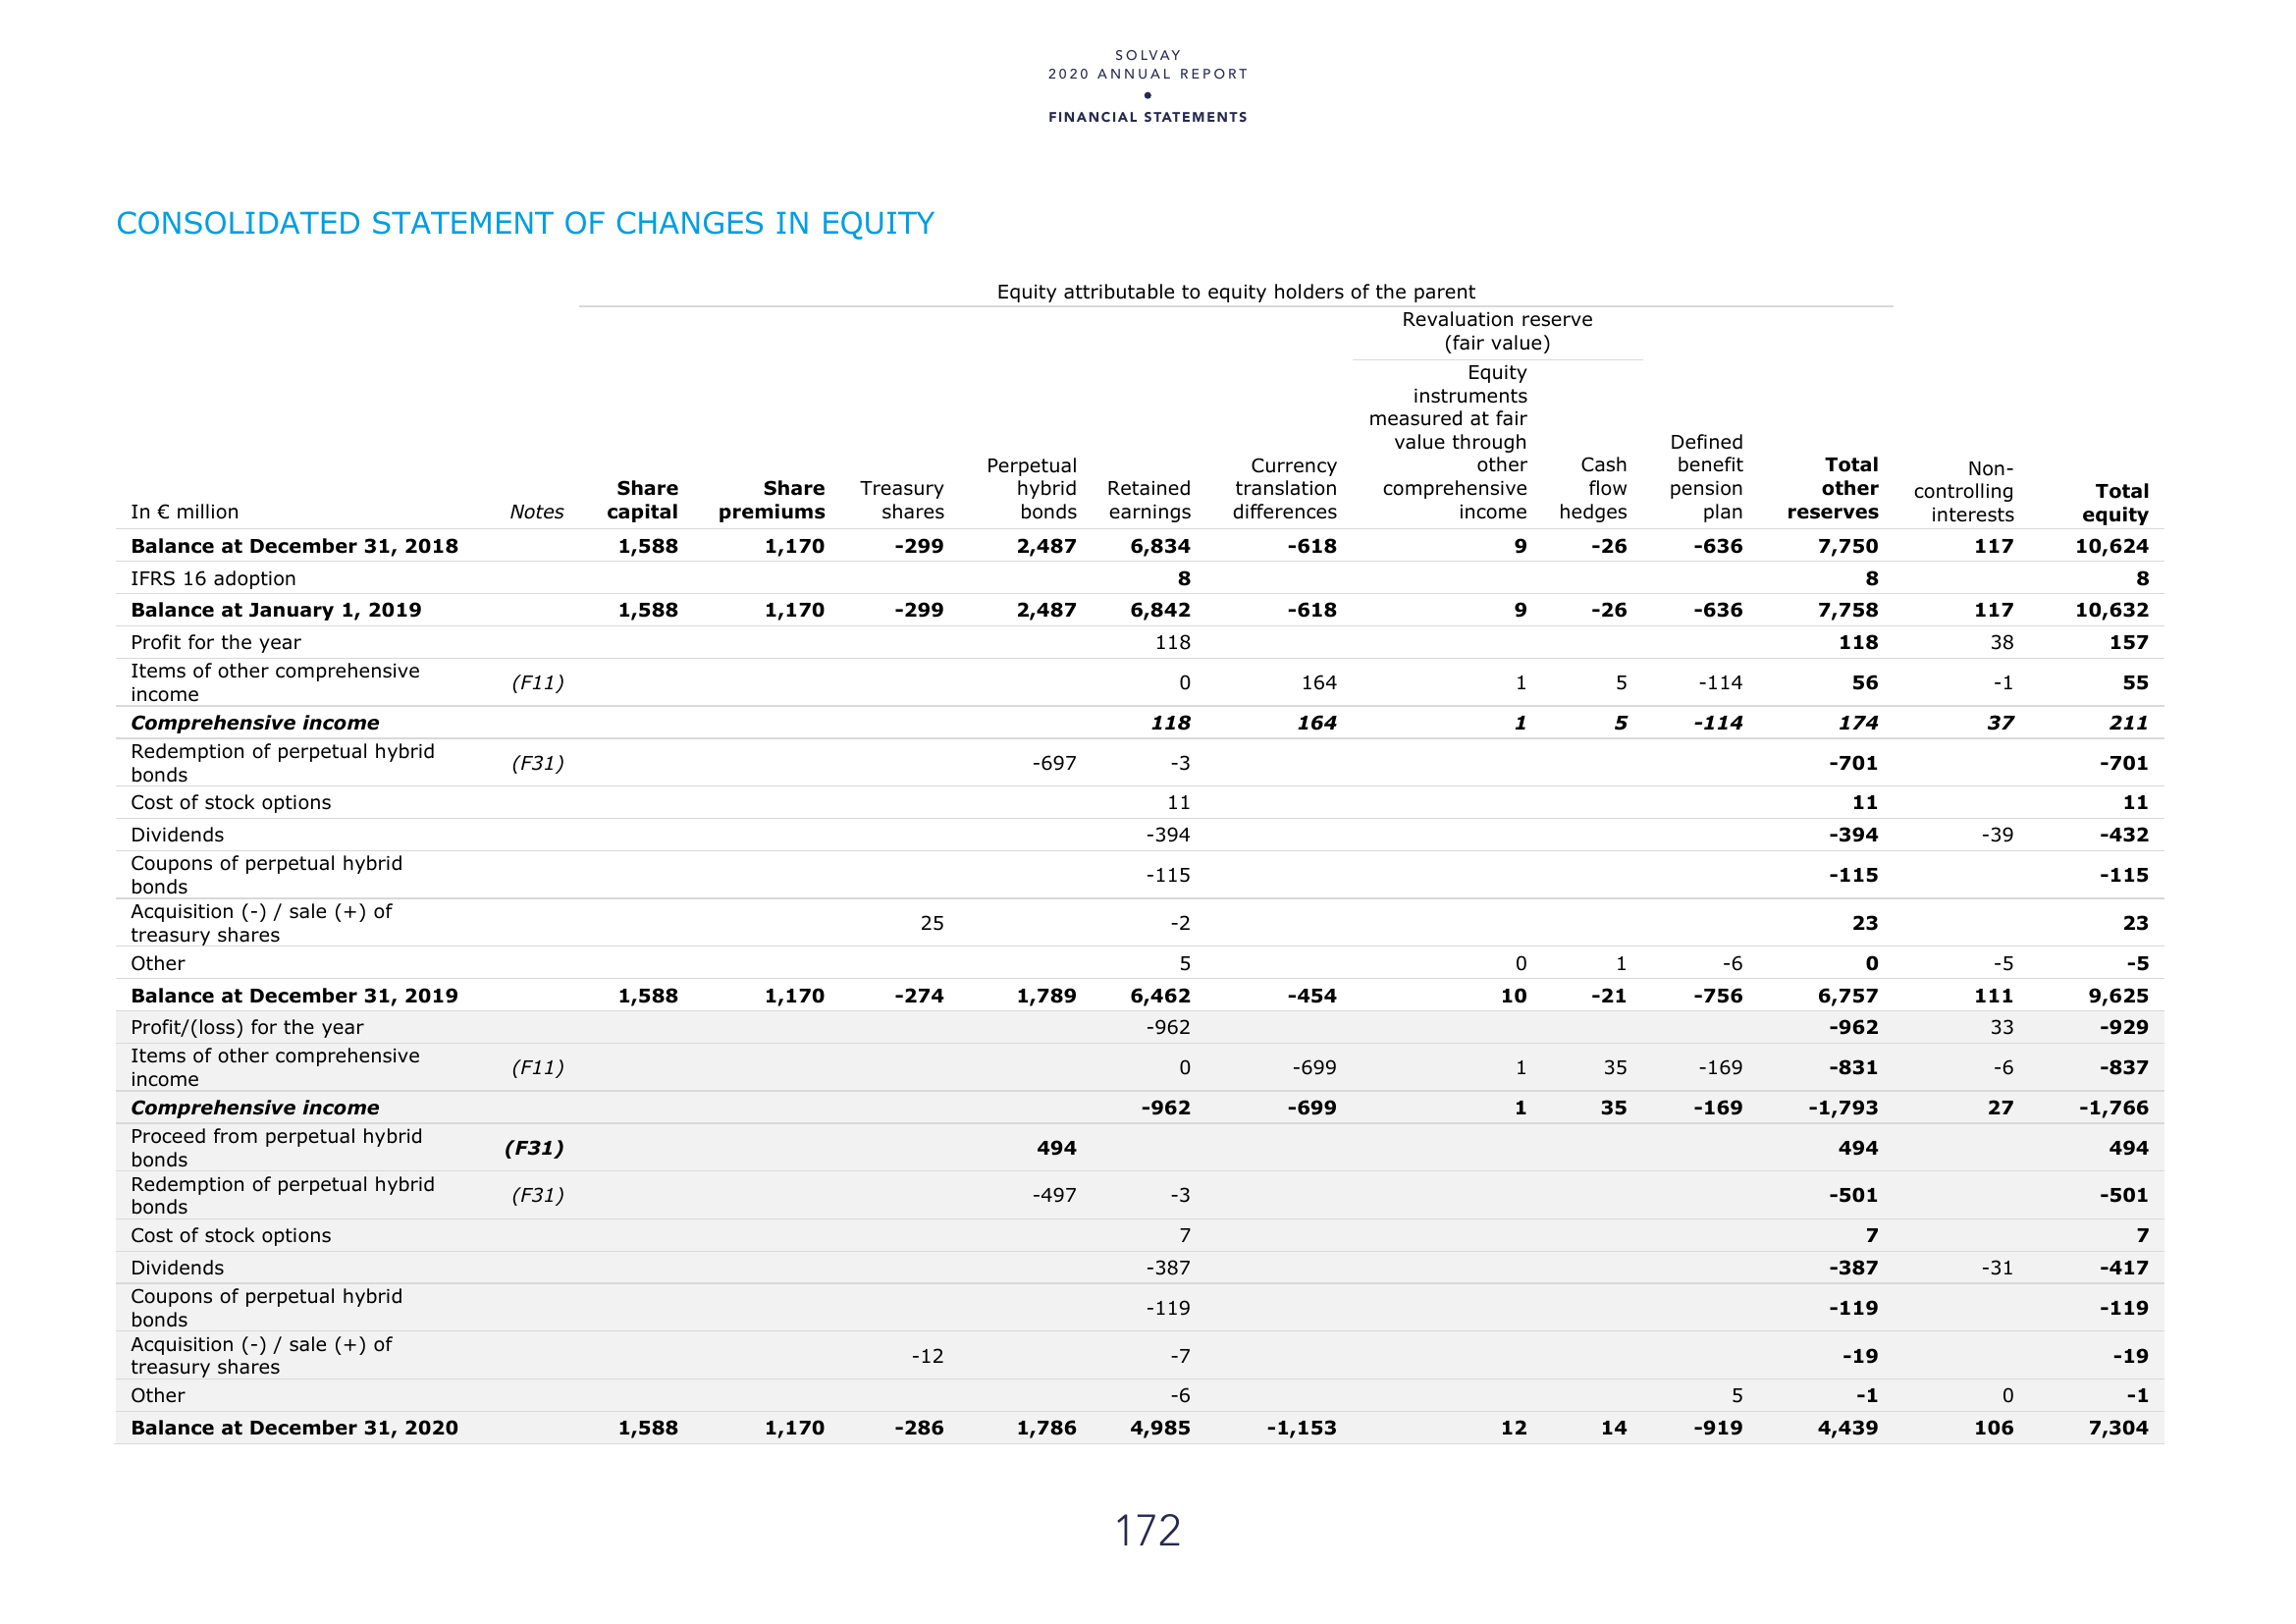 SOLVAY
2020 ANNUAL REPORT
•
FINANCIAL STATEMENTS
CONSOLIDATED STATEMENT OF CHANGES IN EQUITY
Equity attributable to equity holders of the parent
Revaluation reserve
(fair value)
In € million Notes Share capital Share premiums Treasury shares Perpetual hybrid bonds Retained earnings Currency translation differences Equity instruments measured at fair value through other comprehensive income Cash flow hedges Defined benefit pension plan Total other reserves Non-controlling interests Total equity
Balance at December 31, 2018 1,588 1,170 -299 2,487 6,834 -618 9 -26 -636 7,750 117 10,624
IFRS 16 adoption 8 8 8
Balance at January 1, 2019 1,588 1,170 -299 2,487 6,842 -618 9 -26 -636 7,758 117 10,632
Profit for the year 118 118 38 157
Items of other comprehensive
income (F11) 0 164 1 5 -114 56 -1 55
Comprehensive income 118 164 1 5 -114 174 37 211
Redemption of perpetual hybrid
bonds (F31) -697 -3 -701 -701
Cost of stock options 11 11 11
Dividends -394 -394 -39 -432
Coupons of perpetual hybrid
bonds -115 -115 -115
Acquisition (-) / sale (+) of
treasury shares 25 -2 23 23
Other 5 0 1 -6 0 -5 -5
Balance at December 31, 2019 1,588 1,170 -274 1,789 6,462 -454 10 -21 -756 6,757 111 9,625
Profit/(loss) for the year -962 -962 33 -929
Items of other comprehensive
income (F11) 0 -699 1 35 -169 -831 -6 -837
Comprehensive income -962 -699 1 35 -169 -1,793 27 -1,766
Proceed from perpetual hybrid
bonds (F31) 494 494 494
Redemption of perpetual hybrid
bonds (F31) -497 -3 -501 -501
Cost of stock options 7 7 7
Dividends -387 -387 -31 -417
Coupons of perpetual hybrid
bonds -119 -119 -119
Acquisition (-) / sale (+) of
treasury shares -12 -7 -19 -19
Other -6 5 -1 0 -1
Balance at December 31, 2020 1,588 1,170 -286 1,786 4,985 -1,153 12 14 -919 4,439 106 7,304
172